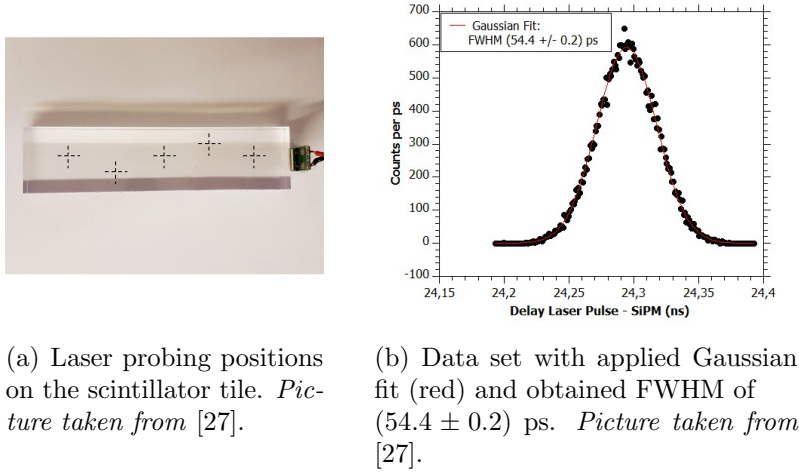 700
600
500
400
300
200
100
0
-100
Counts per ps
Gaussian Fit:
FWHM (54.4 +/- 0.2) ps
24,15
24,2
24,25
24,3
24,35
24,4
Delay Laser Pulse - SiPM (ns)
(a) Laser probing positions
on the scintillator tile. Pic-
ture taken from [27].
(b) Data set with applied Gaussian
fit (red) and obtained FWHM of
(54.4 ± 0.2) ps. Picture taken from
[27].